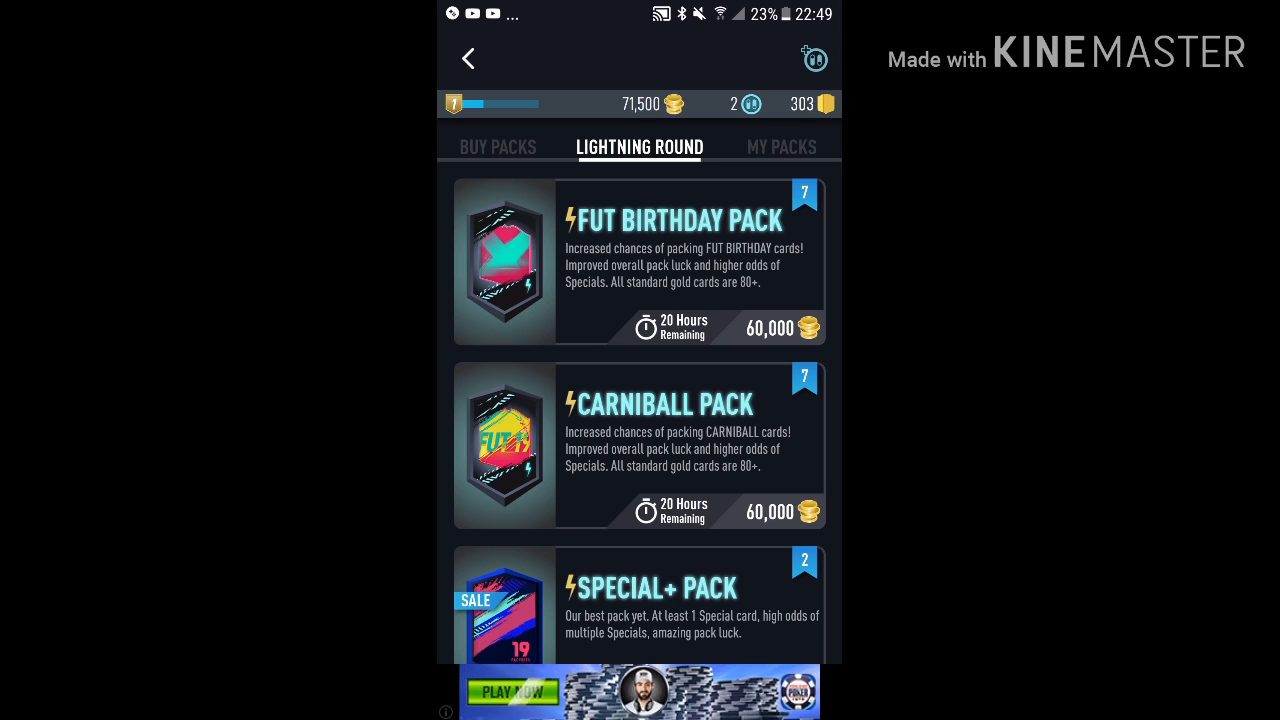 ... 23% 22:49
Made with KINEMASTER
1 71,500 2 303
BUY PACKS LIGHTNING ROUND MY PACKS
7
FUT BIRTHDAY PACK
Increased chances of packing FUT BIRTHDAY cards!
Improved overall pack luck and higher odds of
Specials. All standard gold cards are 80+.
20 Hours
Remaining
60,000
7
CARNIBALL PACK
FUT 19
Increased chances of packing CARNIBALL cards!
Improved overall pack luck and higher odds of
Specials. All standard gold cards are 80+.
20 Hours
Remaining
60,000
2
SPECIAL+ PACK
SALE
Our best pack yet. At least 1 Special card, high odds of
multiple Specials, amazing pack luck.
19
PLAY NOW
POKER